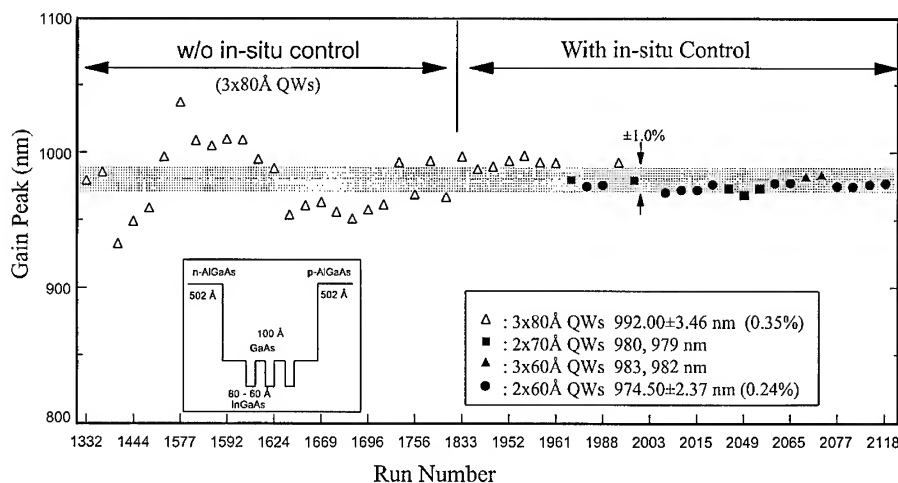 w/o in-situ control
(3x80Å QWs)
With in-situ Control
±1.0%
Gain Peak (nm)
1100
1000
900
800
n-AlGaAs
p-AlGaAs
502 Å
502 Å
100 Å
GaAs
80 - 60 Å
InGaAs
△ : 3x80Å QWs 992.00±3.46 nm (0.35%)
■ : 2x70Å QWs 980, 979 nm
▲ : 3x60Å QWs 983, 982 nm
● : 2x60Å QWs 974.50±2.37 nm (0.24%)
1332 1444 1577 1592 1624 1669 1696 1756 1833 1952 1961 1988 2003 2015 2049 2065 2077 2118
Run Number